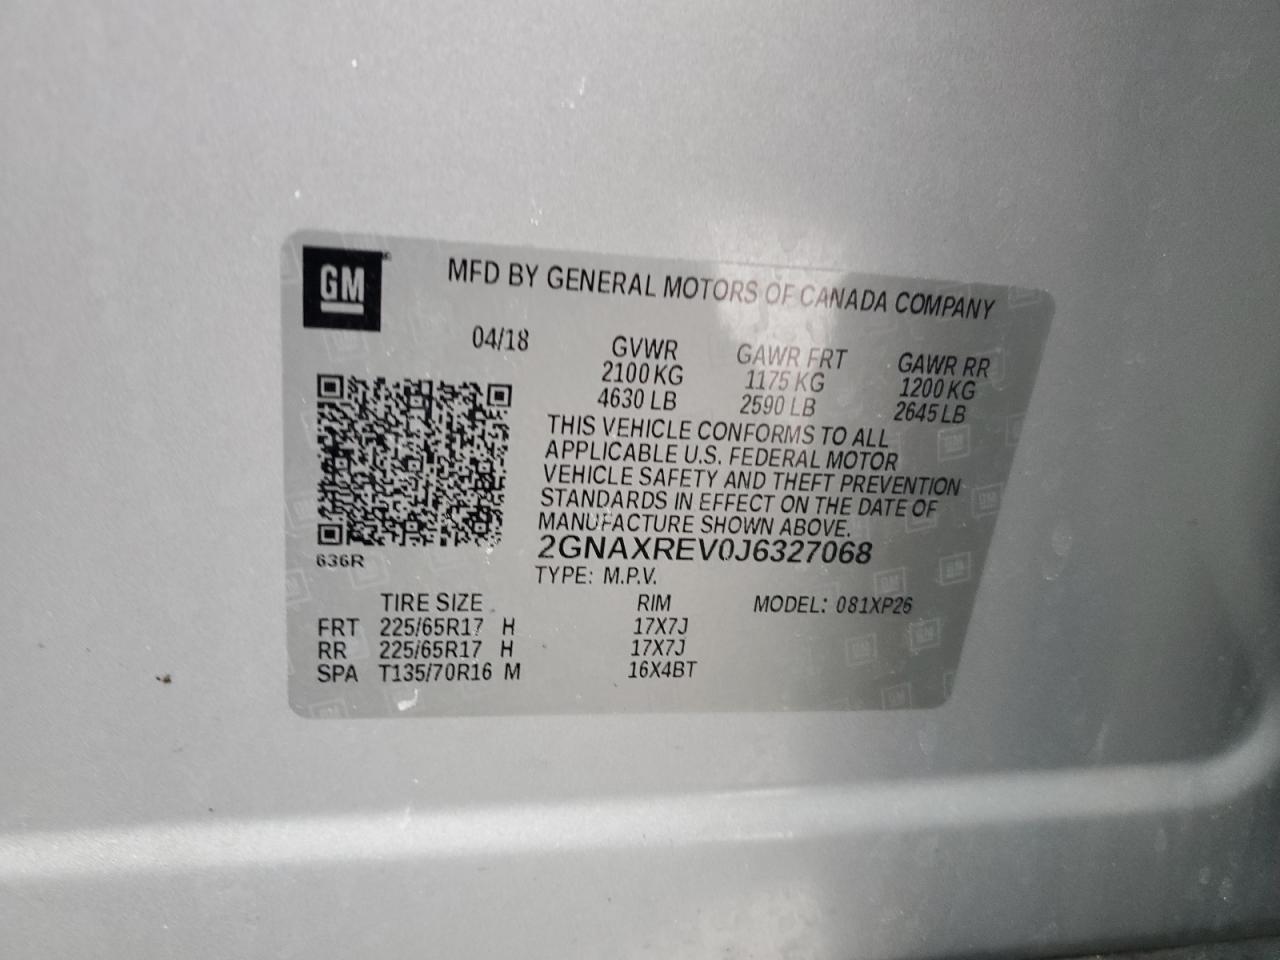 GM
MFD BY GENERAL MOTORS OF CANADA COMPANY
04/18
GVWR GAWR FRT GAWR RR
2100 KG 1175 KG 1200 KG
4630 LB 2590 LB 2645 LB
THIS VEHICLE CONFORMS TO ALL
APPLICABLE U.S. FEDERAL MOTOR
VEHICLE SAFETY AND THEFT PREVENTION
STANDARDS IN EFFECT ON THE DATE OF
MANUFACTURE SHOWN ABOVE.
2GNAXREV0J6327068
636R
TYPE: M.P.V.
TIRE SIZE RIM MODEL: 081XP26
FRT 225/65R17 H 17X7J
RR 225/65R17 H 17X7J
SPA T135/70R16 M 16X4BT